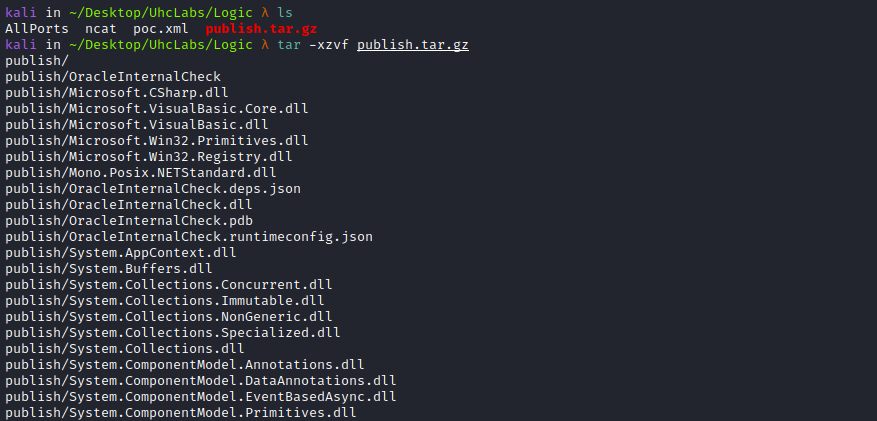 kali in ~/Desktop/UhcLabs/Logic λ ls
AllPorts  ncat  poc.xml  publish.tar.gz
kali in ~/Desktop/UhcLabs/Logic λ tar -xzvf publish.tar.gz
publish/
publish/OracleInternalCheck
publish/Microsoft.CSharp.dll
publish/Microsoft.VisualBasic.Core.dll
publish/Microsoft.VisualBasic.dll
publish/Microsoft.Win32.Primitives.dll
publish/Microsoft.Win32.Registry.dll
publish/Mono.Posix.NETStandard.dll
publish/OracleInternalCheck.deps.json
publish/OracleInternalCheck.dll
publish/OracleInternalCheck.pdb
publish/OracleInternalCheck.runtimeconfig.json
publish/System.AppContext.dll
publish/System.Buffers.dll
publish/System.Collections.Concurrent.dll
publish/System.Collections.Immutable.dll
publish/System.Collections.NonGeneric.dll
publish/System.Collections.Specialized.dll
publish/System.Collections.dll
publish/System.ComponentModel.Annotations.dll
publish/System.ComponentModel.DataAnnotations.dll
publish/System.ComponentModel.EventBasedAsync.dll
publish/System.ComponentModel.Primitives.dll